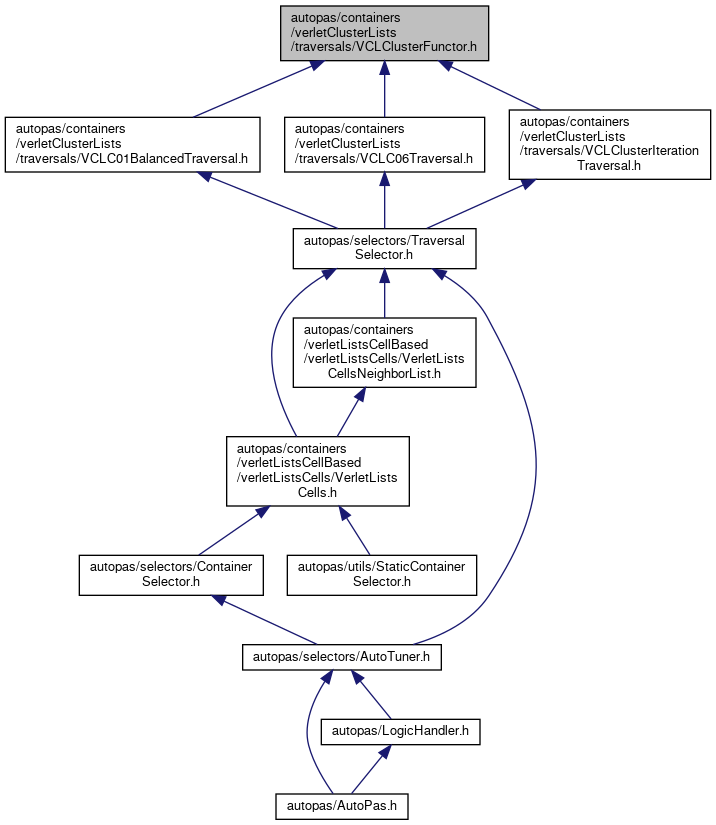 autopas/containers
/verletClusterLists
/traversals/VCLClusterFunctor.h
autopas/containers
/verletClusterLists
/traversals/VCLC01BalancedTraversal.h
autopas/containers
/verletClusterLists
/traversals/VCLC06Traversal.h
autopas/containers
/verletClusterLists
/traversals/VCLClusterIteration
Traversal.h
autopas/selectors/Traversal
Selector.h
autopas/containers
/verletListsCellBased
/verletListsCells/VerletLists
CellsNeighborList.h
autopas/containers
/verletListsCellBased
/verletListsCells/VerletLists
Cells.h
autopas/selectors/Container
Selector.h
autopas/utils/StaticContainer
Selector.h
autopas/selectors/AutoTuner.h
autopas/LogicHandler.h
autopas/AutoPas.h